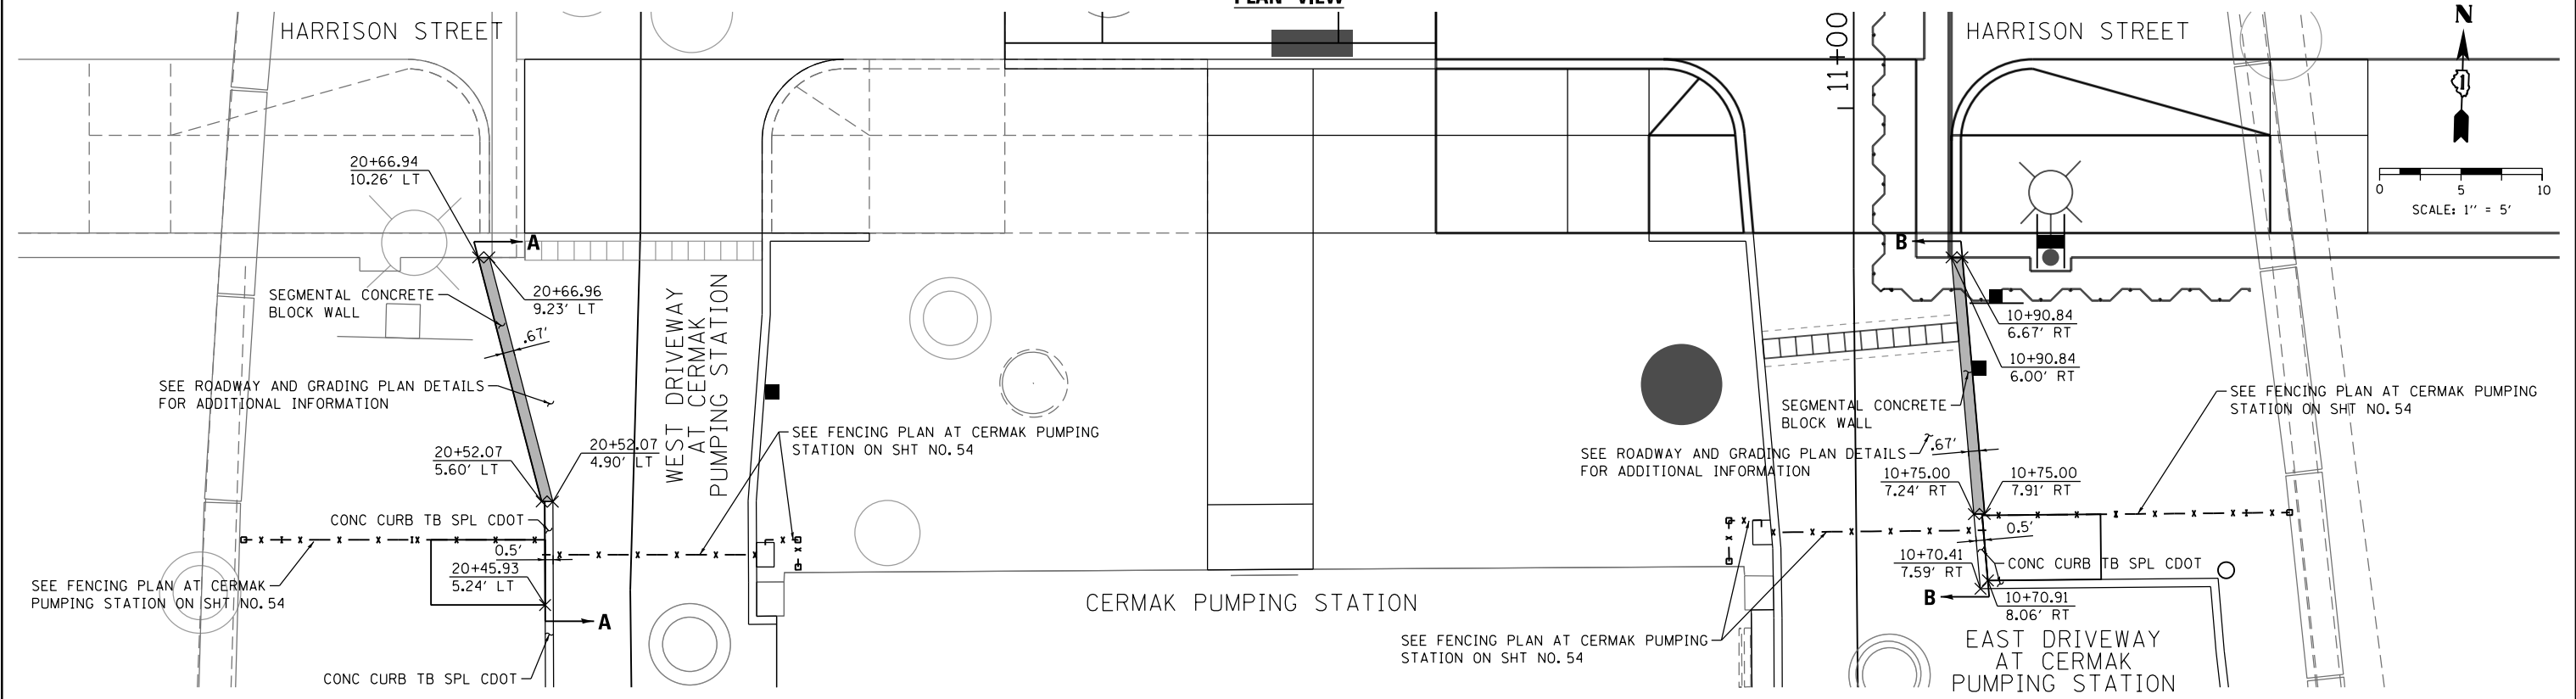 PLAN VIEW
HARRISON STREET
HARRISON STREET
11+00
N
1
0 5 10
SCALE: 1" = 5'
20+66.94
10.26' LT
A
B
SEGMENTAL CONCRETE
BLOCK WALL
20+66.96
9.23' LT
.67'
WEST DRIVEWAY
AT CERMAK
PUMPING STATION
SEE ROADWAY AND GRADING PLAN DETAILS
FOR ADDITIONAL INFORMATION
10+90.84
6.67' RT
10+90.84
6.00' RT
SEGMENTAL CONCRETE
BLOCK WALL
SEE FENCING PLAN AT CERMAK PUMPING
STATION ON SHT NO. 54
SEE FENCING PLAN AT CERMAK PUMPING
STATION ON SHT NO. 54
.67'
SEE ROADWAY AND GRADING PLAN DETAILS
FOR ADDITIONAL INFORMATION
20+52.07
5.60' LT
20+52.07
4.90' LT
10+75.00
7.24' RT
10+75.00
7.91' RT
CONC CURB TB SPL CDOT
0.5'
20+45.93
5.24' LT
0.5'
10+70.41
7.59' RT
CONC CURB TB SPL CDOT
SEE FENCING PLAN AT CERMAK
PUMPING STATION ON SHT NO. 54
A
CERMAK PUMPING STATION
B
10+70.91
8.06' RT
SEE FENCING PLAN AT CERMAK PUMPING
STATION ON SHT NO. 54
EAST DRIVEWAY
AT CERMAK
PUMPING STATION
CONC CURB TB SPL CDOT